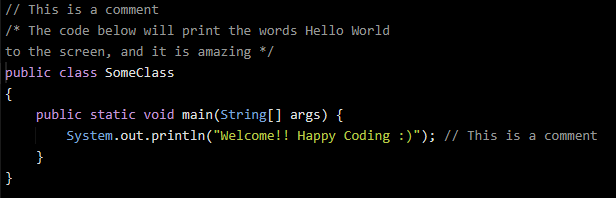 // This is a comment
/* The code below will print the words Hello World
to the screen, and it is amazing */
public class SomeClass
{
    public static void main(String[] args) {
        System.out.println("Welcome!! Happy Coding :)"); // This is a comment
    }
}